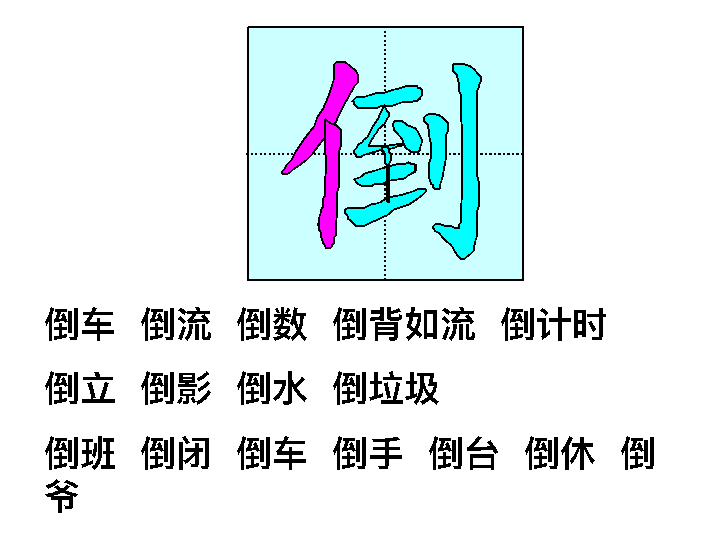 倒
倒车 倒流 倒数 倒背如流 倒计时
倒立 倒影 倒水 倒垃圾
倒班 倒闭 倒车 倒手 倒台 倒休 倒
爷